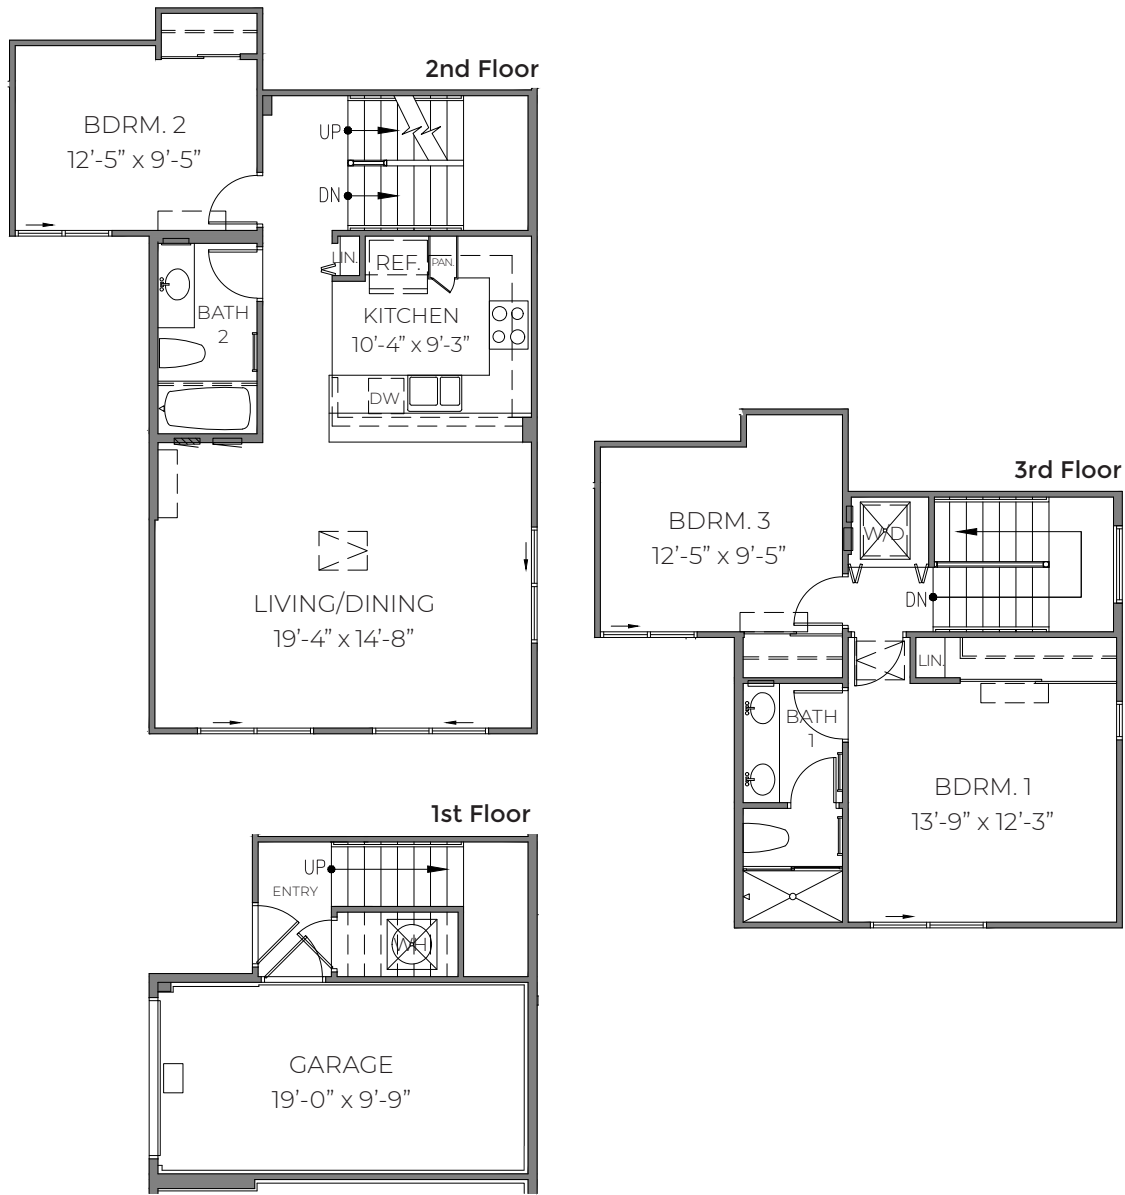 2nd Floor
BDRM. 2
12'-5" x 9'-5"
UP
DN
LIN.
REF.
PAN.
BATH
2
KITCHEN
10'-4" x 9'-3"
DW
LIVING/DINING
19'-4" x 14'-8"
3rd Floor
BDRM. 3
12'-5" x 9'-5"
W/D
DN
LIN.
BATH
1
BDRM. 1
13'-9" x 12'-3"
1st Floor
UP
ENTRY
WH
GARAGE
19'-0" x 9'-9"